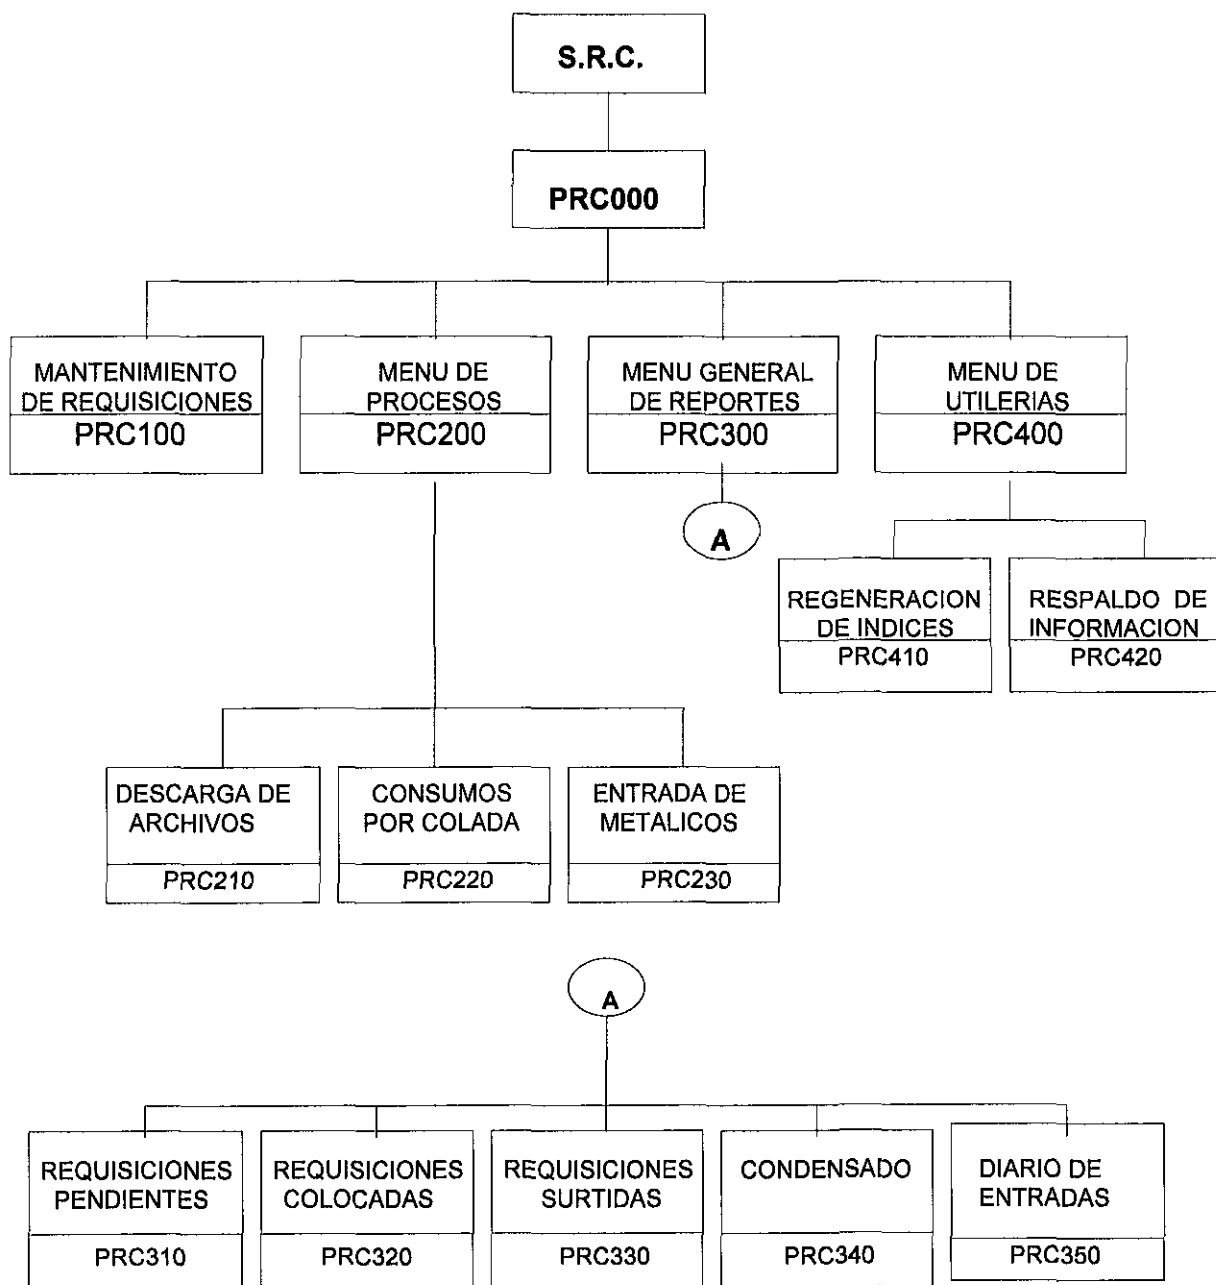 S.R.C.
PRC000
MANTENIMIENTO
DE REQUISICIONES
PRC100
MENU DE
PROCESOS
PRC200
MENU GENERAL
DE REPORTES
PRC300
MENU DE
UTILERIAS
PRC400
A
REGENERACION
DE INDICES
PRC410
RESPALDO DE
INFORMACION
PRC420
DESCARGA DE
ARCHIVOS
PRC210
CONSUMOS
POR COLADA
PRC220
ENTRADA DE
METALICOS
PRC230
A
REQUISICIONES
PENDIENTES
PRC310
REQUISICIONES
COLOCADAS
PRC320
REQUISICIONES
SURTIDAS
PRC330
CONDENSADO
PRC340
DIARIO DE
ENTRADAS
PRC350